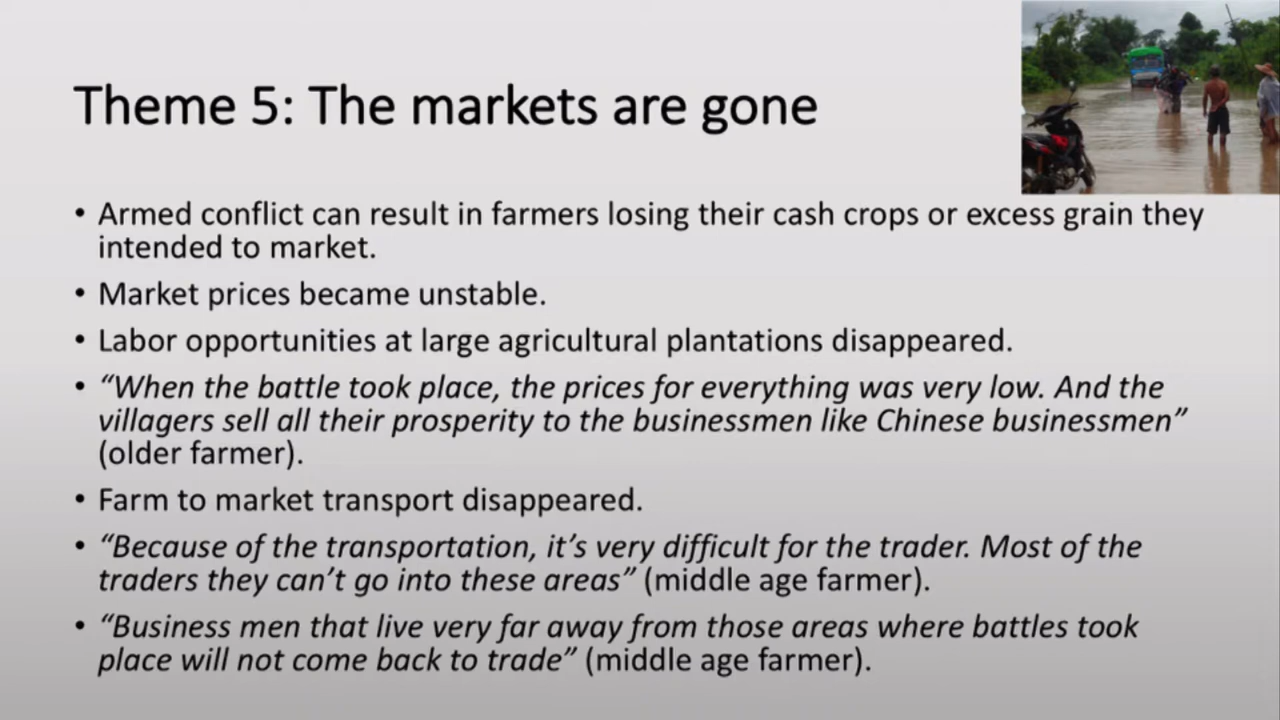 Theme 5: The markets are gone
• Armed conflict can result in farmers losing their cash crops or excess grain they
intended to market.
• Market prices became unstable.
• Labor opportunities at large agricultural plantations disappeared.
• “When the battle took place, the prices for everything was very low. And the
villagers sell all their prosperity to the businessmen like Chinese businessmen”
(older farmer).
• Farm to market transport disappeared.
• “Because of the transportation, it’s very difficult for the trader. Most of the
traders they can’t go into these areas” (middle age farmer).
• “Business men that live very far away from those areas where battles took
place will not come back to trade” (middle age farmer).